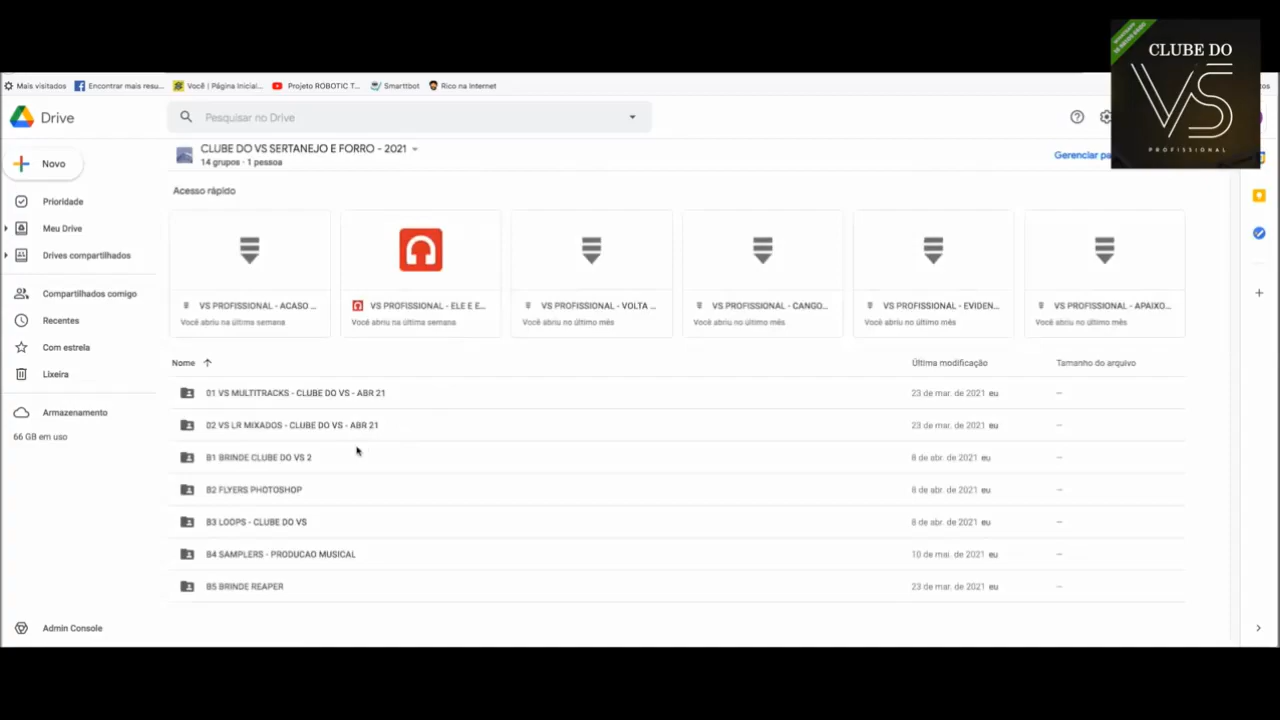 Mais visitados
Encontrar mais resu...
Você | Página Inicial...
Projeto ROBOTIC T...
Smarttbot
Rico na Internet
Drive
Pesquisar no Drive
CLUBE DO
VS
PROFISSIONAL
Novo
CLUBE DO VS SERTANEJO E FORRO - 2021
14 grupos · 1 pessoa
Gerenciar pa
Acesso rápido
Prioridade
Meu Drive
Drives compartilhados
Compartilhados comigo
Recentes
Com estrela
Lixeira
Armazenamento
66 GB em uso
Admin Console
VS PROFISSIONAL - ACASO ...
Você abriu na última semana
VS PROFISSIONAL - ELE E E...
Você abriu na última semana
VS PROFISSIONAL - VOLTA ...
Você abriu no último mês
VS PROFISSIONAL - CANGO...
Você abriu no último mês
VS PROFISSIONAL - EVIDEN...
Você abriu no último mês
VS PROFISSIONAL - APAIXO...
Você abriu no último mês
Nome Última modificação Tamanho do arquivo
01 VS MULTITRACKS - CLUBE DO VS - ABR 21 23 de mar. de 2021 eu —
02 VS LR MIXADOS - CLUBE DO VS - ABR 21 23 de mar. de 2021 eu —
B1 BRINDE CLUBE DO VS 2 8 de abr. de 2021 eu —
B2 FLYERS PHOTOSHOP 8 de abr. de 2021 eu —
B3 LOOPS - CLUBE DO VS 8 de abr. de 2021 eu —
B4 SAMPLERS - PRODUCAO MUSICAL 10 de mai. de 2021 eu —
B5 BRINDE REAPER 23 de mar. de 2021 eu —